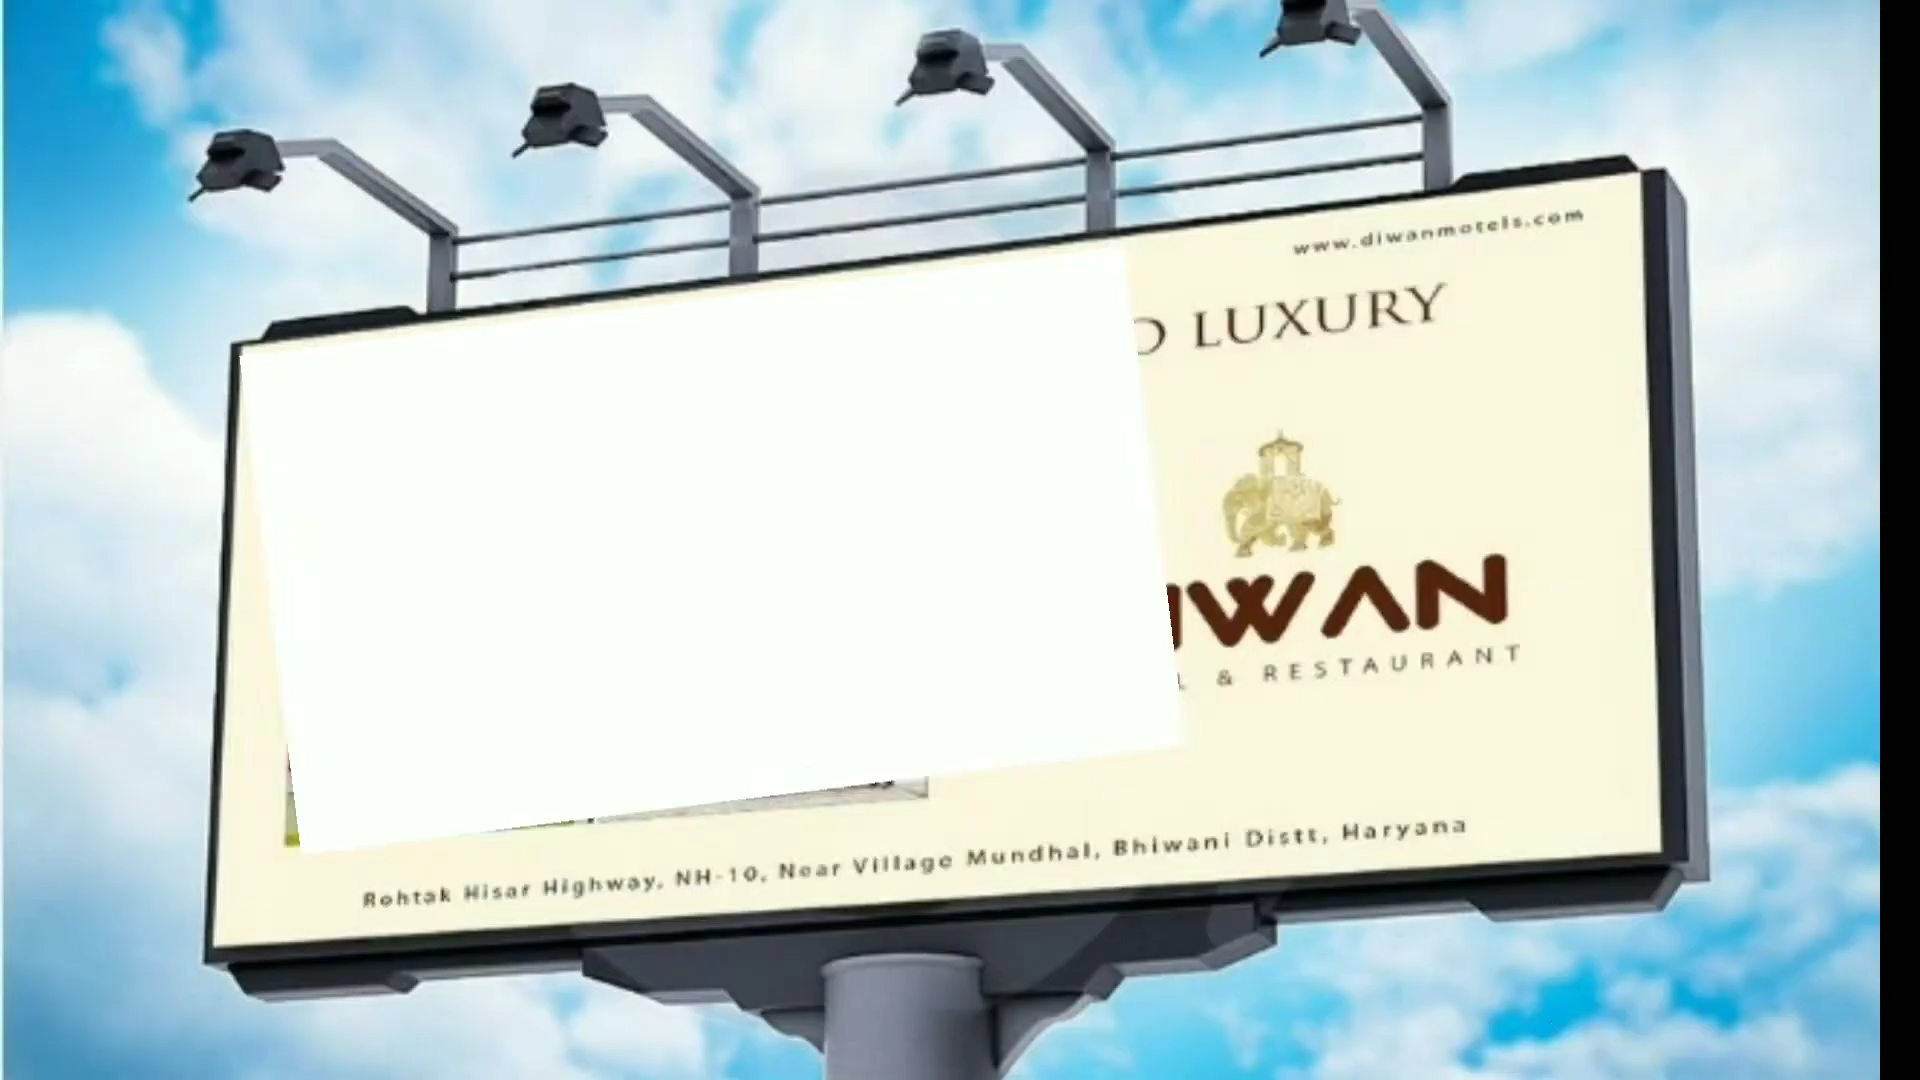 www.diwanmotels.com
LUXURY
WAN
& RESTAURANT
Rohtak Hisar Highway, NH-10, Near Village Mundhal, Bhiwani Distt, Haryana